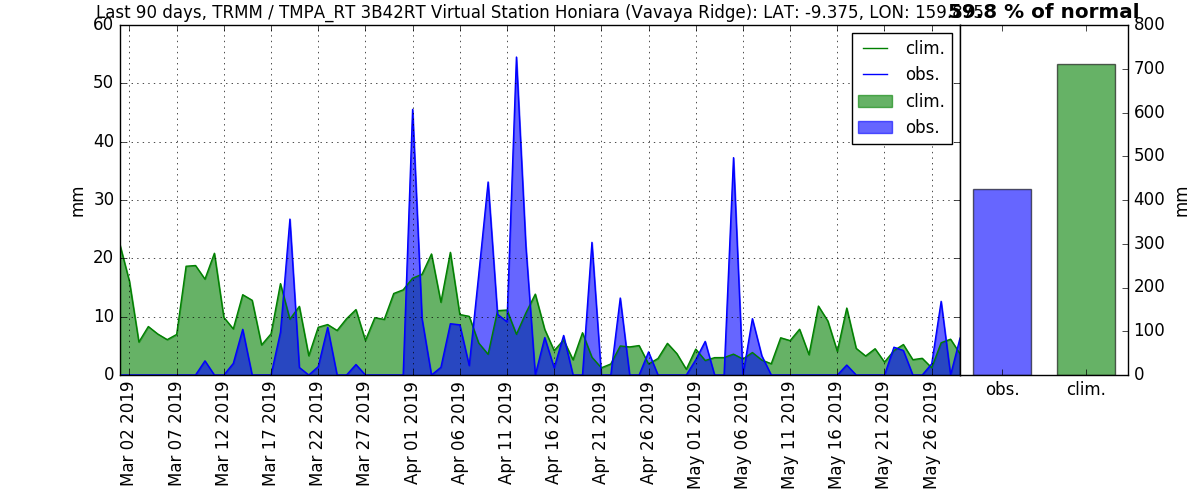 Last 90 days, TRMM / TMPA_RT 3B42RT Virtual Station Honiara (Vavaya Ridge): LAT: -9.375, LON: 159.875
59.8 % of normal
60
50
40
30
20
10
0
mm
clim.
obs.
clim.
obs.
800
700
600
500
400
300
200
100
0
mm
obs.
clim.
Mar 02 2019
Mar 07 2019
Mar 12 2019
Mar 17 2019
Mar 22 2019
Mar 27 2019
Apr 01 2019
Apr 06 2019
Apr 11 2019
Apr 16 2019
Apr 21 2019
Apr 26 2019
May 01 2019
May 06 2019
May 11 2019
May 16 2019
May 21 2019
May 26 2019